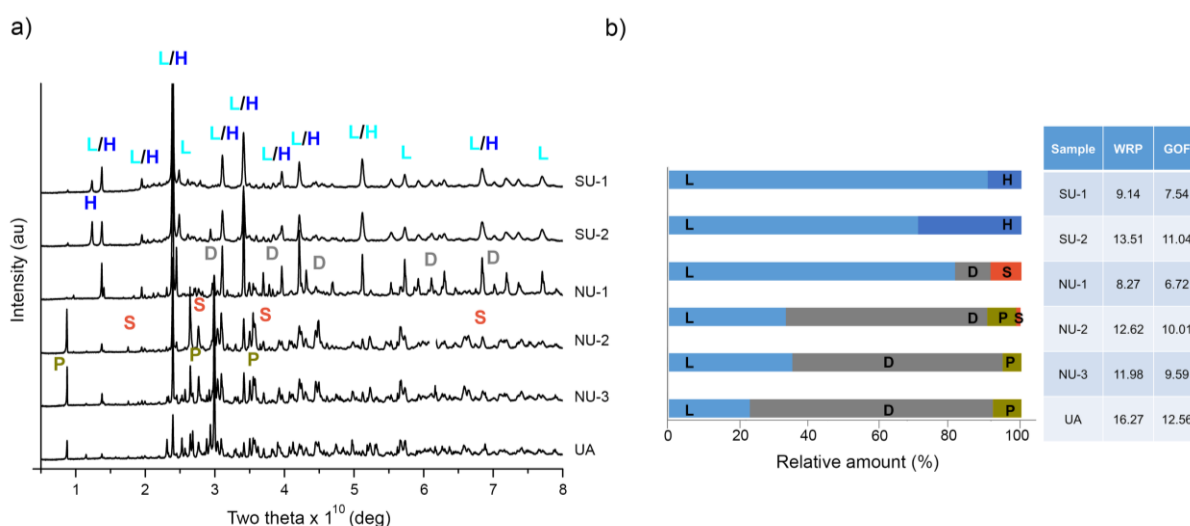 a)
L/H
L/H
L/H
L/H
L
L/H
L/H
L/H
L/H
L
L/H
L
H
SU-1
SU-2
D
D
D
D
D
NU-1
S
S
S
S
NU-2
P
P
P
NU-3
UA
Intensity (au)
1 2 3 4 5 6 7 8
Two theta x 10¹⁰ (deg)
b)
L H
L H
L D S
L D P S
L D P
L D P
0 20 40 60 80 100
Relative amount (%)
Sample WRP GOF
SU-1 9.14 7.54
SU-2 13.51 11.04
NU-1 8.27 6.72
NU-2 12.62 10.01
NU-3 11.98 9.59
UA 16.27 12.56